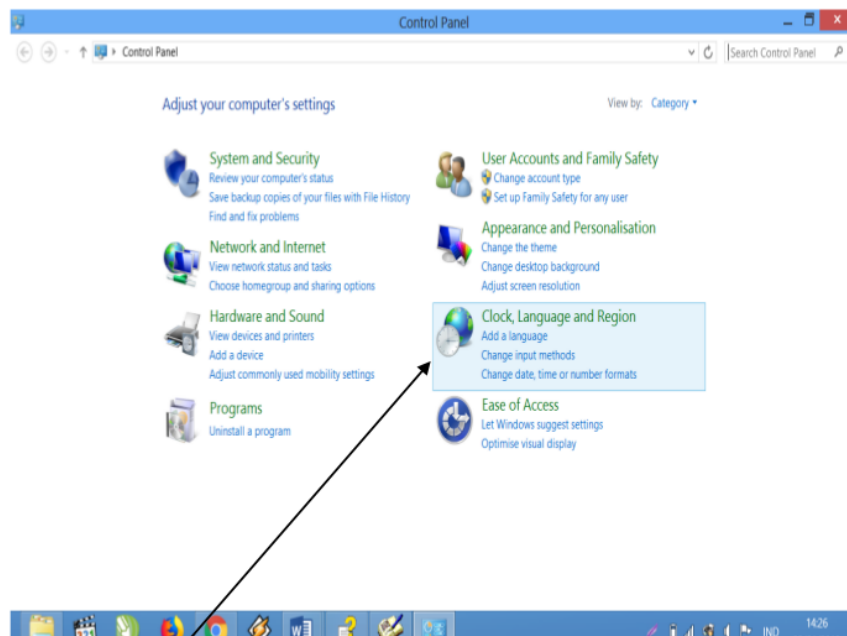 Control Panel
Control Panel
Search Control Panel
Adjust your computer's settings
View by: Category
System and Security
Review your computer's status
Save backup copies of your files with File History
Find and fix problems
Network and Internet
View network status and tasks
Choose homegroup and sharing options
Hardware and Sound
View devices and printers
Add a device
Adjust commonly used mobility settings
Programs
Uninstall a program
User Accounts and Family Safety
Change account type
Set up Family Safety for any user
Appearance and Personalisation
Change the theme
Change desktop background
Adjust screen resolution
Clock, Language and Region
Add a language
Change input methods
Change date, time or number formats
Ease of Access
Let Windows suggest settings
Optimise visual display
IND
14:26